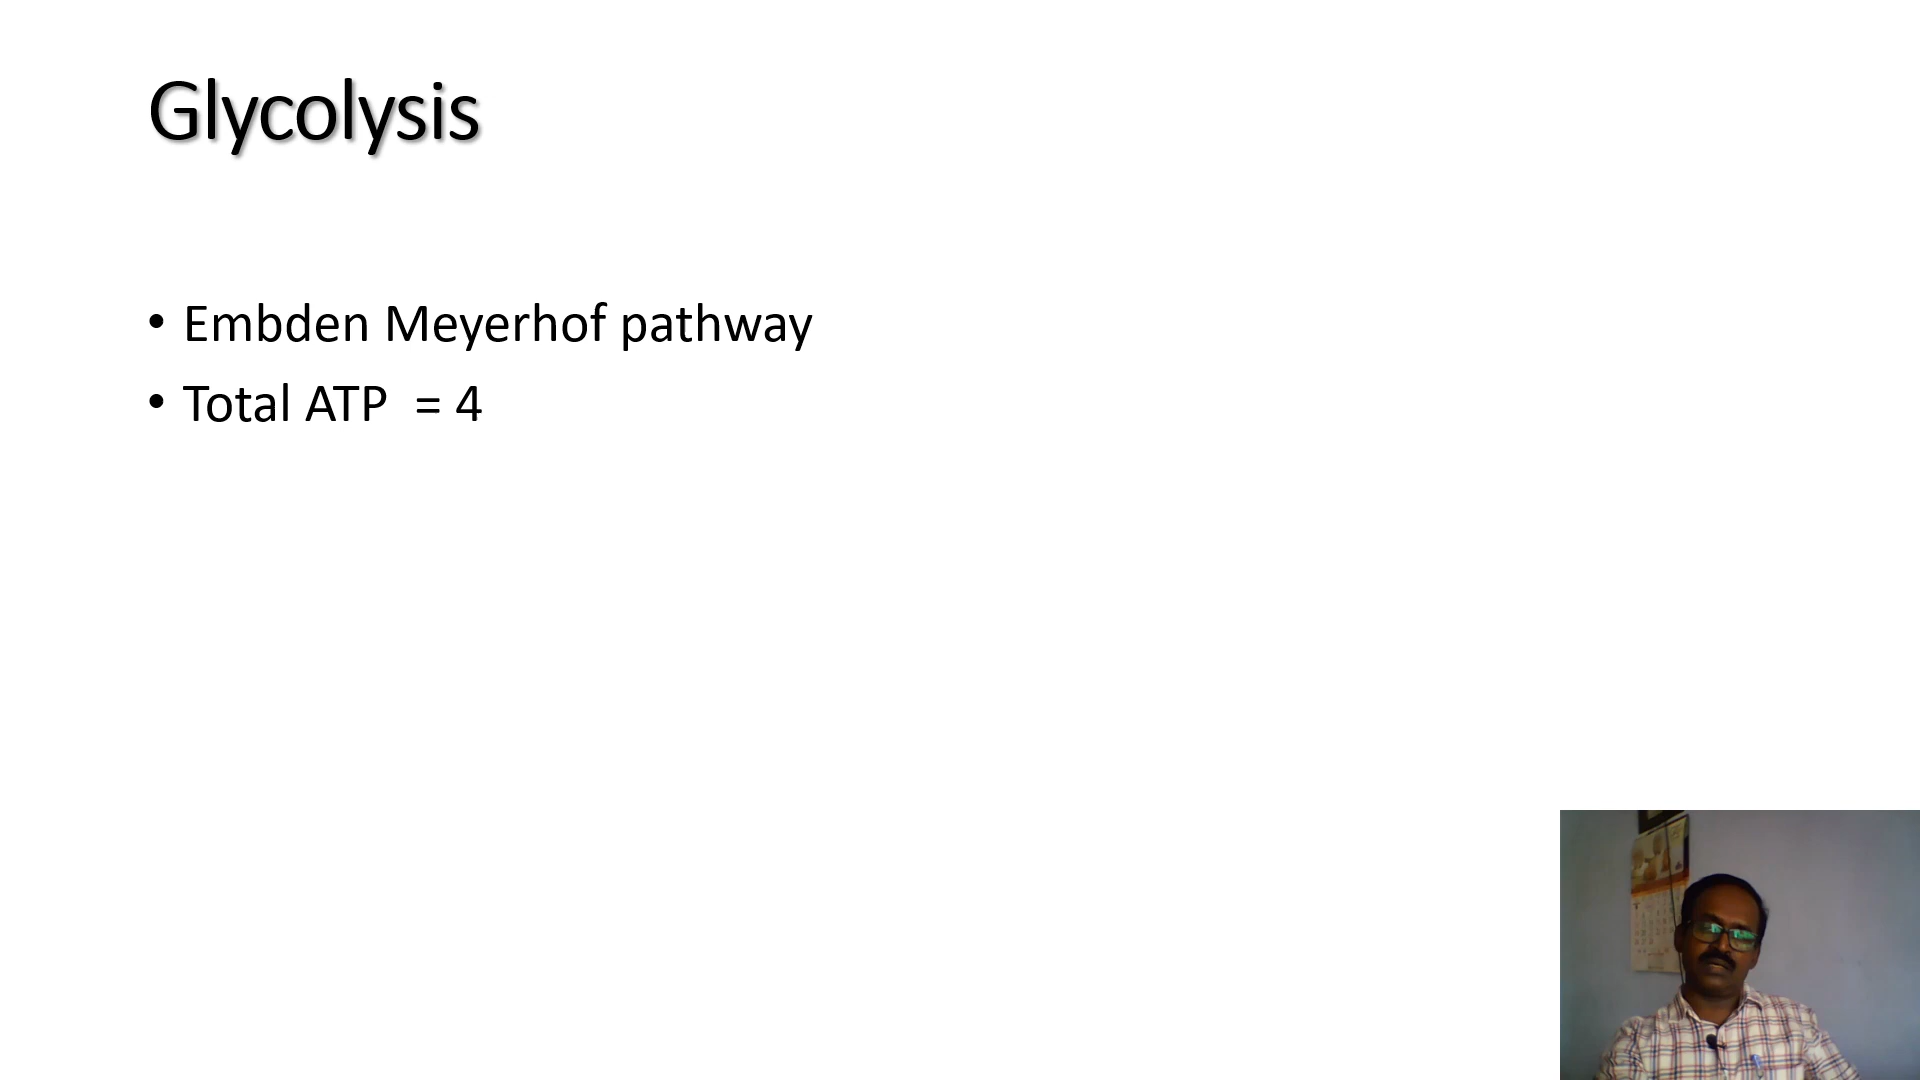 Glycolysis
• Embden Meyerhof pathway
• Total ATP  = 4